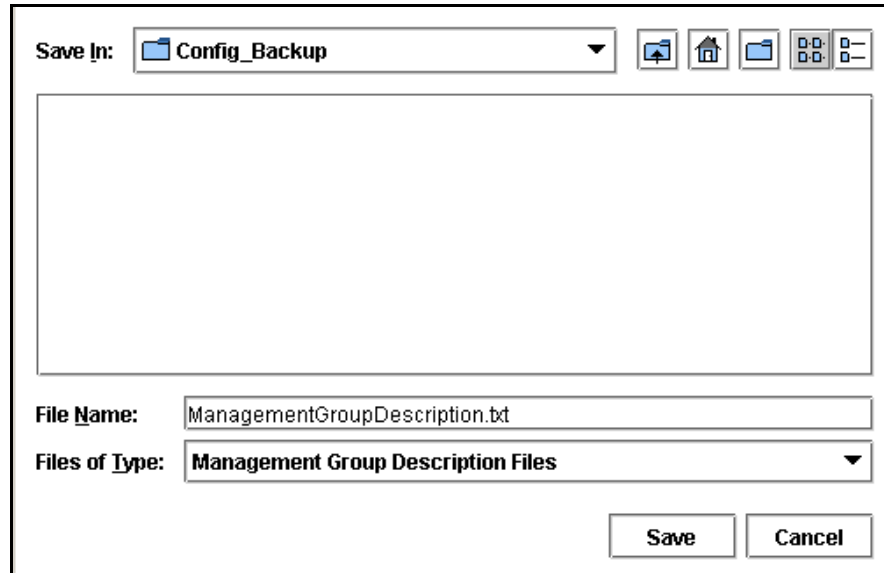 Save In: Config_Backup
File Name: ManagementGroupDescription.txt
Files of Type: Management Group Description Files
Save Cancel